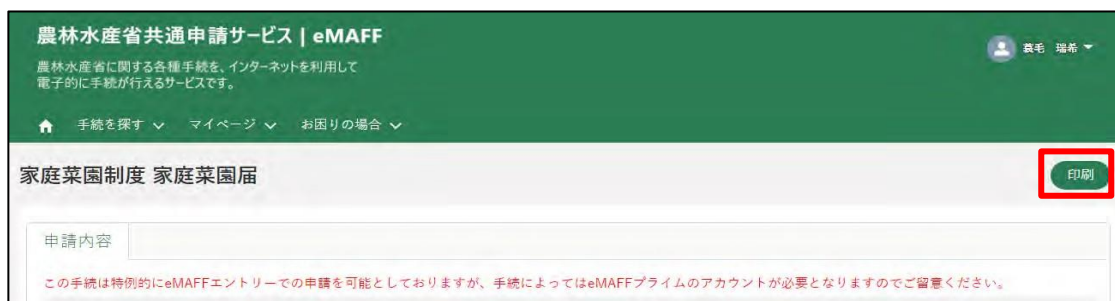 農林水産省共通申請サービス | eMAFF
農林水産省に関する各種手続を、インターネットを利用して
電子的に手続が行えるサービスです。
蓑毛 瑞希
手続を探す マイページ お困りの場合
家庭菜園制度 家庭菜園届
印刷
申請内容
この手続は特例的にeMAFFエントリーでの申請を可能としておりますが、手続によってはeMAFFプライムのアカウントが必要となりますのでご留意ください。